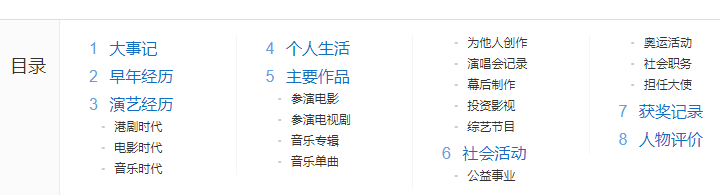 目录
1 大事记
2 早年经历
3 演艺经历
- 港剧时代
- 电影时代
- 音乐时代
4 个人生活
5 主要作品
- 参演电影
- 参演电视剧
- 音乐专辑
- 音乐单曲
- 为他人创作
- 演唱会记录
- 幕后制作
- 投资影视
- 综艺节目
6 社会活动
- 公益事业
- 奥运活动
- 社会职务
- 担任大使
7 获奖记录
8 人物评价